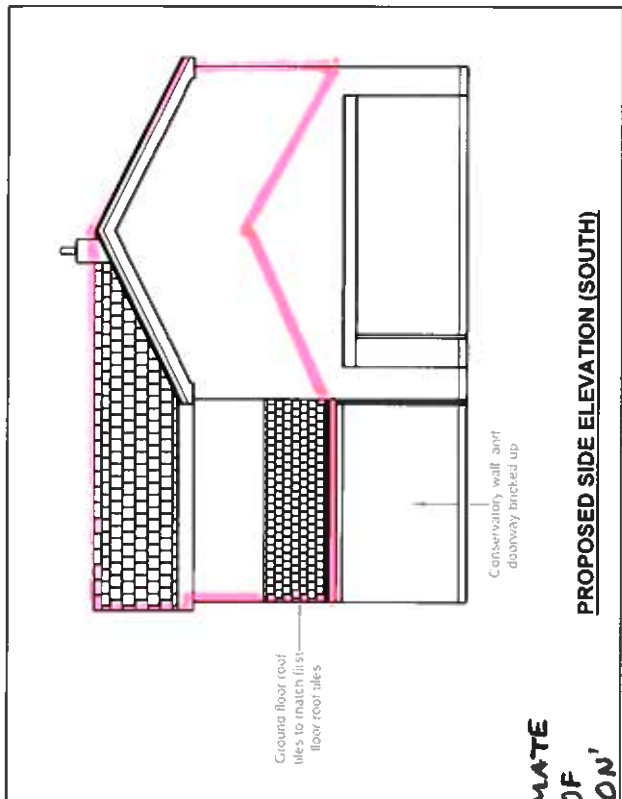 Ground floor roof
tiles to match first
floor roof tiles
Conservatory wall and
doorway bricked up
PROPOSED SIDE ELEVATION (SOUTH)
MATE
OF
ON'